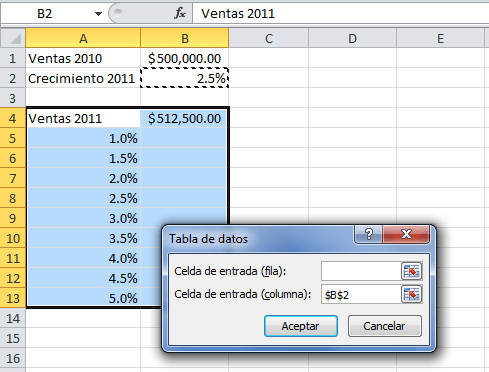 B2 fx Ventas 2011
A B C D E
1 Ventas 2010 $500,000.00
2 Crecimiento 2011 2.5%
3
4 Ventas 2011 $512,500.00
5 1.0%
6 1.5%
7 2.0%
8 2.5%
9 3.0%
10 3.5%
11 4.0%
12 4.5%
13 5.0%
14
15
16
Tabla de datos ?
Celda de entrada (fila):
Celda de entrada (columna): $B$2
Aceptar Cancelar